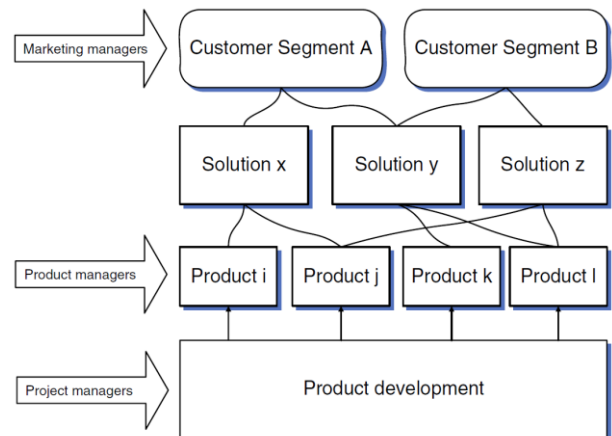 Marketing managers
Customer Segment A
Customer Segment B
Solution x
Solution y
Solution z
Product managers
Product i
Product j
Product k
Product l
Project managers
Product development